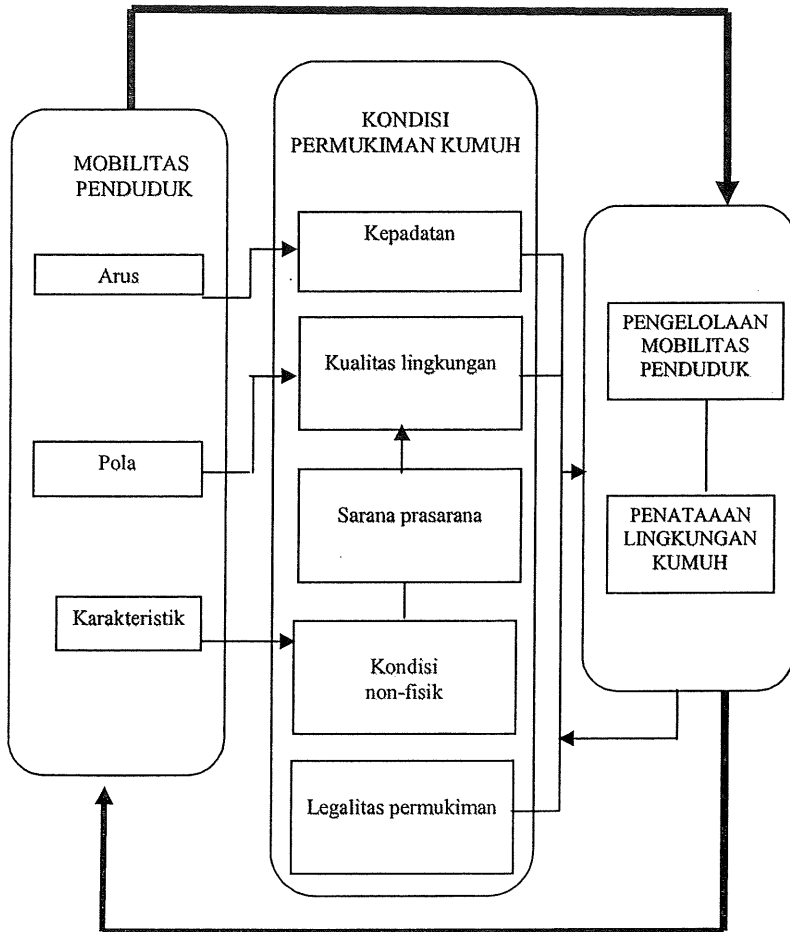 MOBILITAS
PENDUDUK
Arus
Pola
Karakteristik
KONDISI
PERMUKIMAN KUMUH
Kepadatan
Kualitas lingkungan
Sarana prasarana
Kondisi
non-fisik
Legalitas permukiman
PENGELOLAAN
MOBILITAS
PENDUDUK
PENATAAAN
LINGKUNGAN
KUMUH